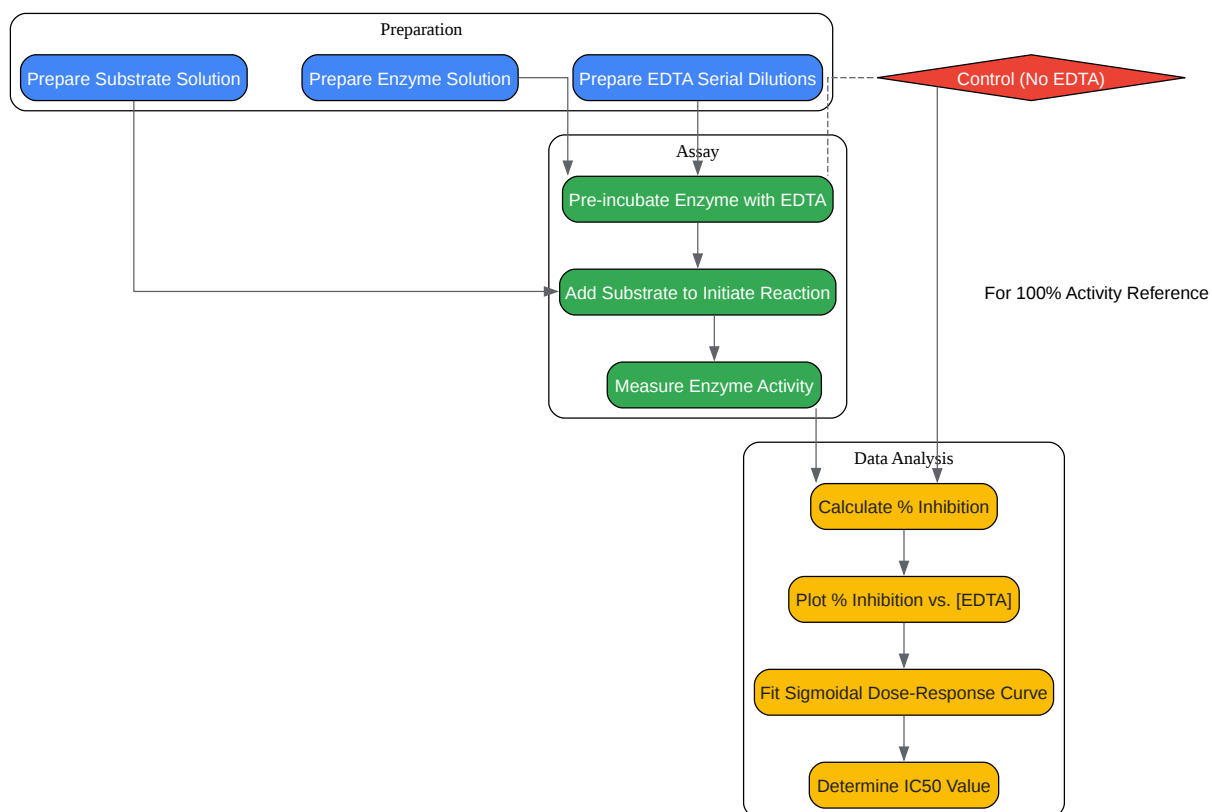 Preparation
Prepare Substrate Solution
Prepare Enzyme Solution
Prepare EDTA Serial Dilutions
Control (No EDTA)
Assay
Pre-incubate Enzyme with EDTA
Add Substrate to Initiate Reaction
For 100% Activity Reference
Measure Enzyme Activity
Data Analysis
Calculate % Inhibition
Plot % Inhibition vs. [EDTA]
Fit Sigmoidal Dose-Response Curve
Determine IC50 Value